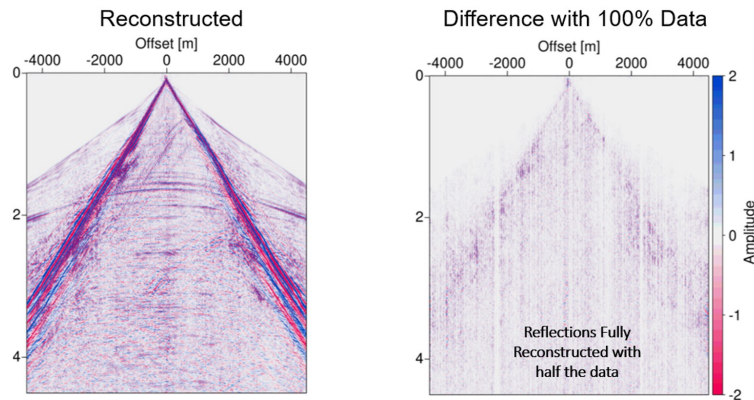 Reconstructed
Offset [m]
-4000 -2000 0 2000 4000
0
2
4
Difference with 100% Data
Offset [m]
-4000 -2000 0 2000 4000
0
2
4
Reflections Fully
Reconstructed with
half the data
2
1
0
-1
-2
Amplitude